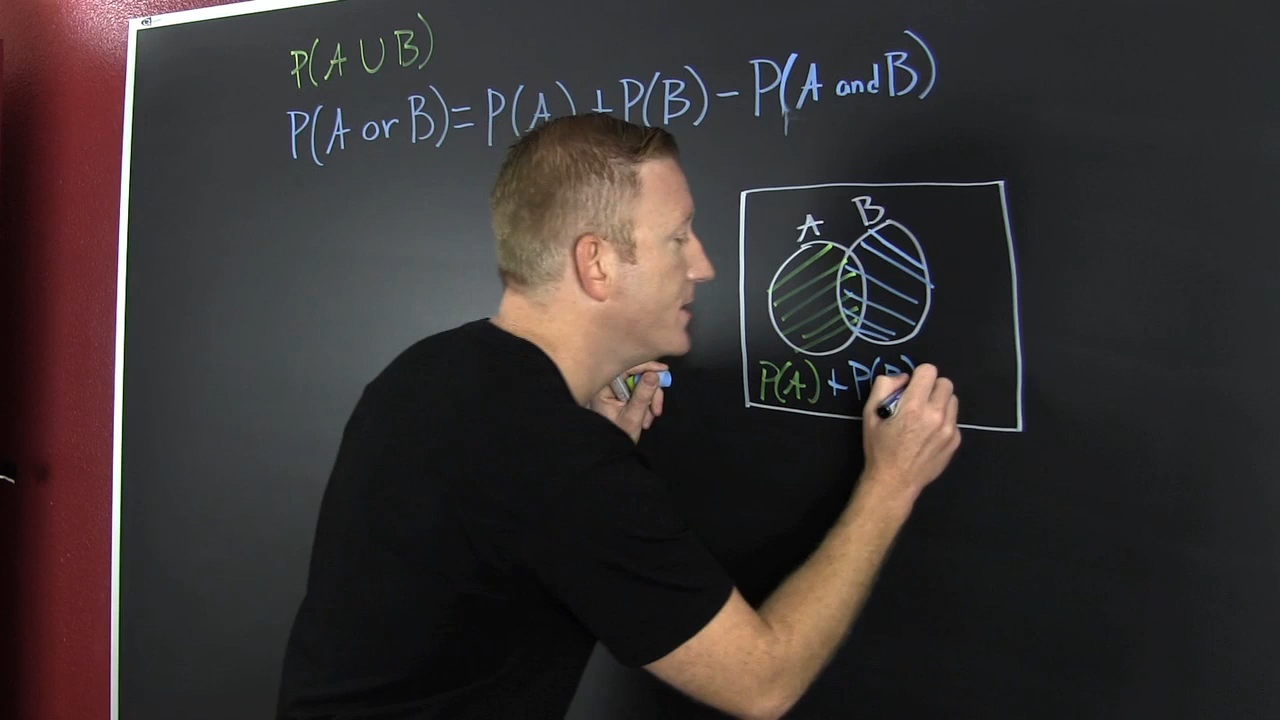 P(A ∪ B)
P(A or B) = P(A) + P(B) - P(A and B)
A B
P(A) + P(B)